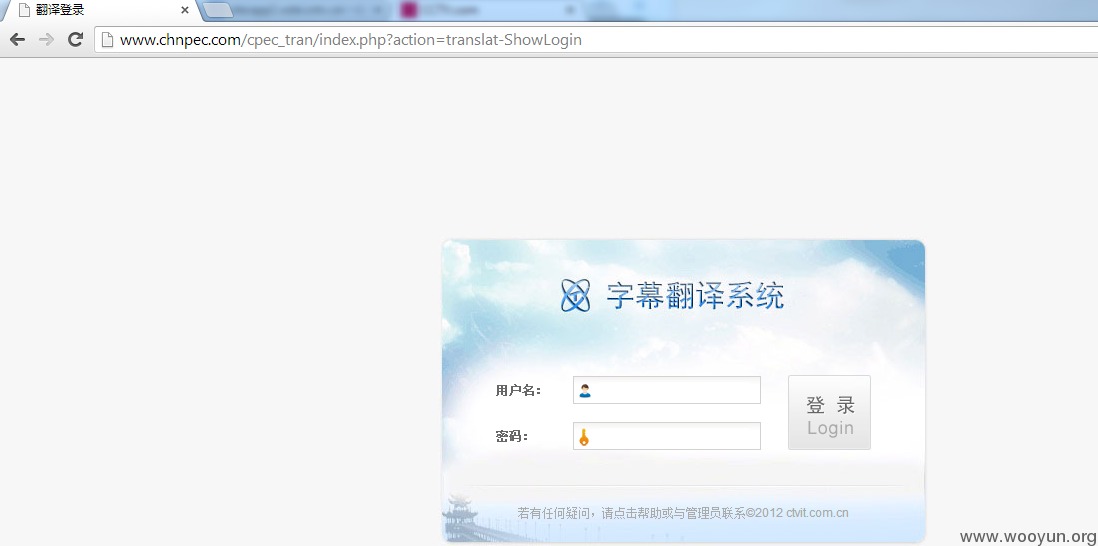 翻译登录
www.chnpec.com/cpec_tran/index.php?action=translat-ShowLogin
字幕翻译系统
用户名：
密码：
登 录
Login
若有任何疑问，请点击帮助或与管理员联系©2012 ctvit.com.cn
www.wooyun.org